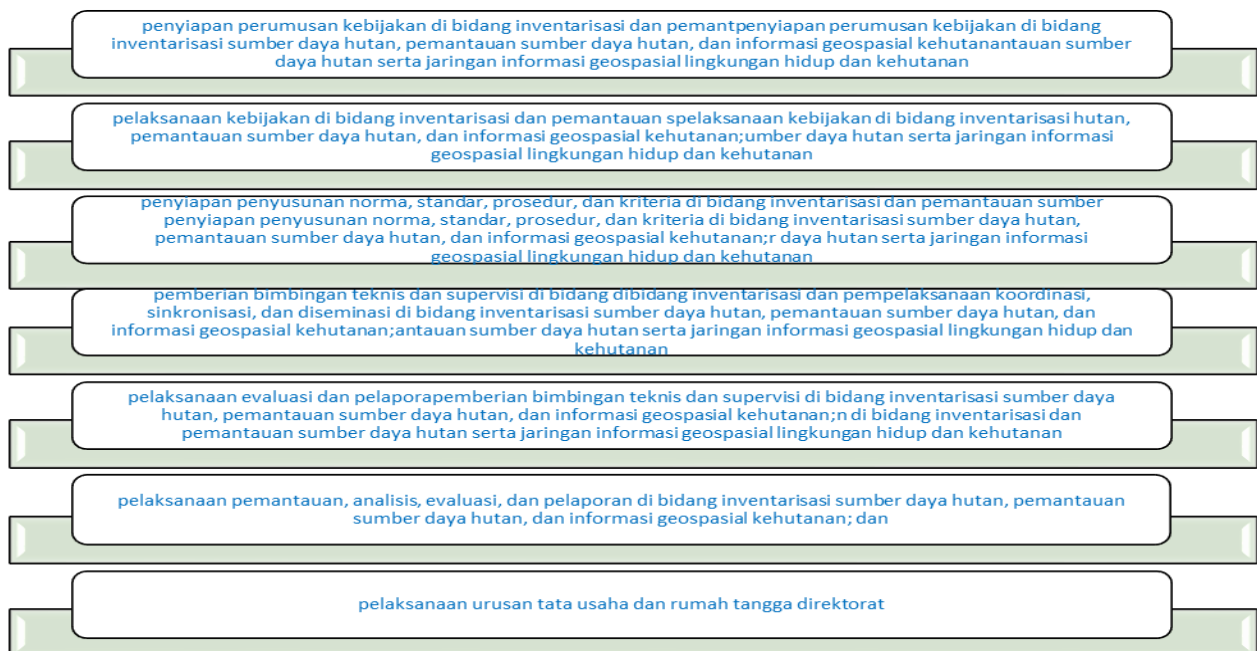 penyiapan perumusan kebijakan di bidang inventarisasi dan pemantpenyiapan perumusan kebijakan di bidang
inventarisasi sumber daya hutan, pemantauan sumber daya hutan, dan informasi geospasial kehutanantauan sumber
daya hutan serta jaringan informasi geospasial lingkungan hidup dan kehutanan
pelaksanaan kebijakan di bidang inventarisasi dan pemantauan spelaksanaan kebijakan di bidang inventarisasi hutan,
pemantauan sumber daya hutan, dan informasi geospasial kehutanan;umber daya hutan serta jaringan informasi
geospasial lingkungan hidup dan kehutanan
penyiapan penyusunan norma, standar, prosedur, dan kriteria di bidang inventarisasi dan pemantauan sumber
penyiapan penyusunan norma, standar, prosedur, dan kriteria di bidang inventarisasi sumber daya hutan,
pemantauan sumber daya hutan, dan informasi geospasial kehutanan;r daya hutan serta jaringan informasi
geospasial lingkungan hidup dan kehutanan
pemberian bimbingan teknis dan supervisi di bidang dibidang inventarisasi dan pempelaksanaan koordinasi,
sinkronisasi, dan diseminasi di bidang inventarisasi sumber daya hutan, pemantauan sumber daya hutan, dan
informasi geospasial kehutanan;antauan sumber daya hutan serta jaringan informasi geospasial lingkungan hidup dan
kehutanan
pelaksanaan evaluasi dan pelaporapemberian bimbingan teknis dan supervisi di bidang inventarisasi sumber daya
hutan, pemantauan sumber daya hutan, dan informasi geospasial kehutanan;n di bidang inventarisasi dan
pemantauan sumber daya hutan serta jaringan informasi geospasial lingkungan hidup dan kehutanan
pelaksanaan pemantauan, analisis, evaluasi, dan pelaporan di bidang inventarisasi sumber daya hutan, pemantauan
sumber daya hutan, dan informasi geospasial kehutanan; dan
pelaksanaan urusan tata usaha dan rumah tangga direktorat